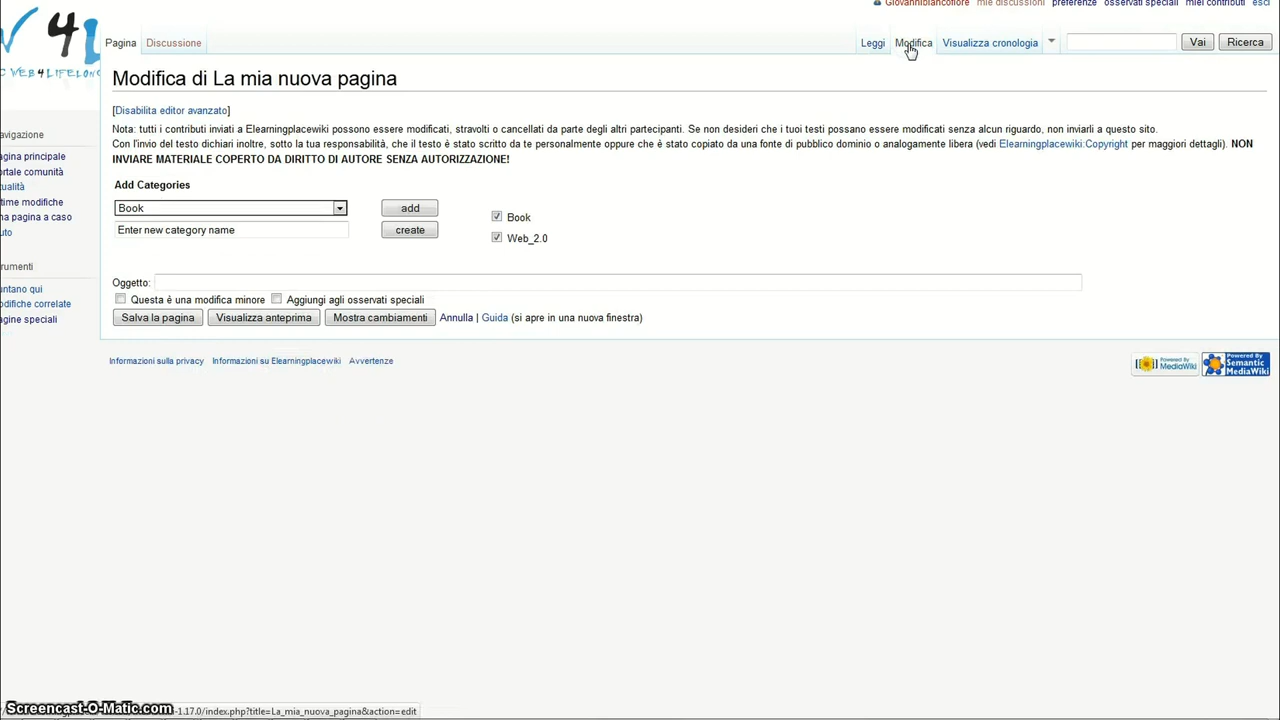 Giovannibiancofiore mie discussioni preferenze osservati speciali miei contributi esci
4
WEB4LIFELONG
Pagina Discussione Leggi Modifica Visualizza cronologia Vai Ricerca
Modifica di La mia nuova pagina
[Disabilita editor avanzato]
Nota: tutti i contributi inviati a Elearningplacewiki possono essere modificati, stravolti o cancellati da parte degli altri partecipanti. Se non desideri che i tuoi testi possano essere modificati senza alcun riguardo, non inviarli a questo sito.
Con l'invio del testo dichiari inoltre, sotto la tua responsabilità, che il testo è stato scritto da te personalmente oppure che è stato copiato da una fonte di pubblico dominio o analogamente libera (vedi Elearningplacewiki:Copyright per maggiori dettagli). NON
INVIARE MATERIALE COPERTO DA DIRITTO DI AUTORE SENZA AUTORIZZAZIONE!
avigazione
agina principale
ortale comunità
tualità
time modifiche
na pagina a caso
uto
rumenti
untano qui
odifiche correlate
agine speciali
Add Categories
Book add
Enter new category name create
Book
Web_2.0
Oggetto:
Questa è una modifica minore Aggiungi agli osservati speciali
Salva la pagina Visualizza anteprima Mostra cambiamenti Annulla | Guida (si apre in una nuova finestra)
Informazioni sulla privacy Informazioni su Elearningplacewiki Avvertenze
Powered By MediaWiki
Powered By Semantic MediaWiki
Screencast-O-Matic.com
-1.17.0/index.php?title=La_mia_nuova_pagina&action=edit